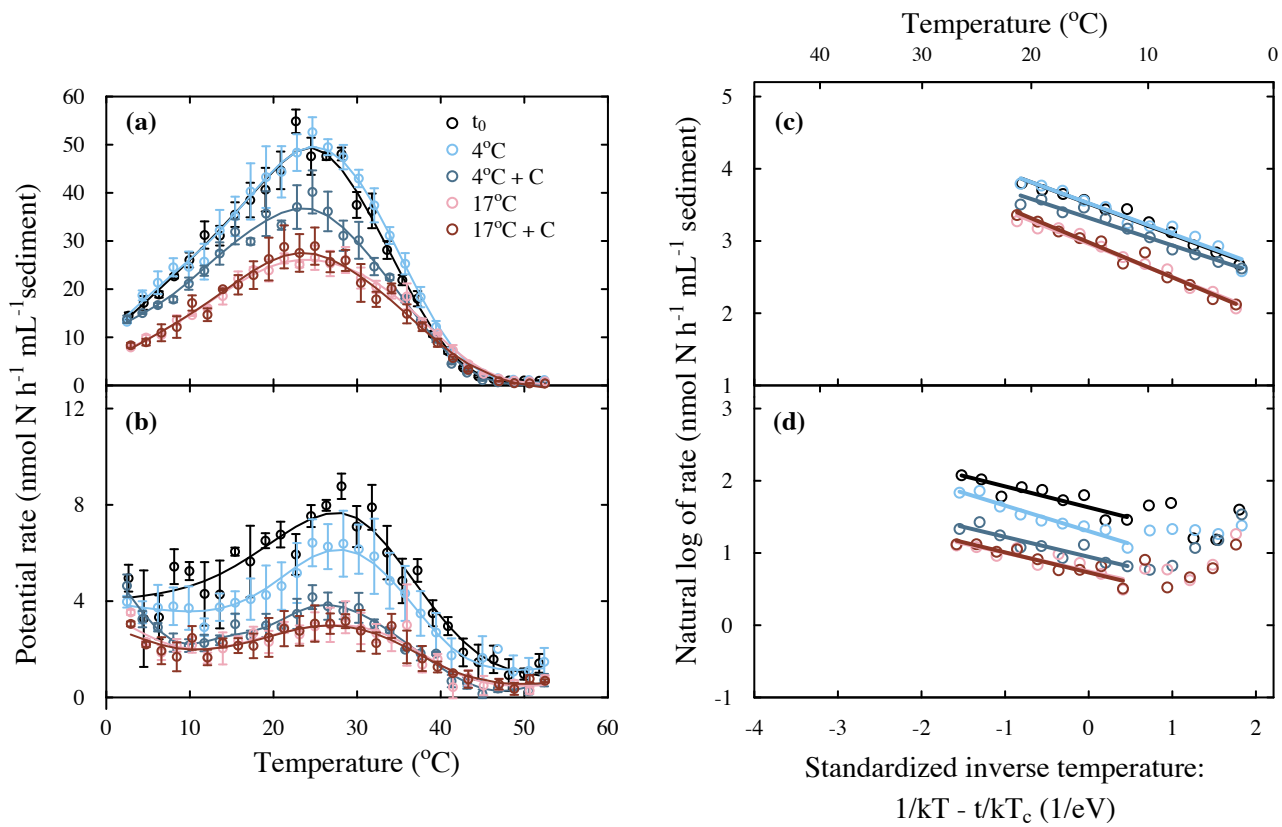 Temperature (°C)
40 30 20 10 0
(a)
t₀
4°C
4°C + C
17°C
17°C + C
60
50
40
30
20
10
0
(b)
12
8
4
0
0 10 20 30 40 50 60
Temperature (°C)
Potential rate (nmol N h⁻¹ mL⁻¹ sediment)
(c)
5
4
3
2
1
(d)
3
2
1
0
-1
-4 -3 -2 -1 0 1 2
Natural log of rate (nmol N h⁻¹ mL⁻¹ sediment)
Standardized inverse temperature:
1/kT - t/kT꜀ (1/eV)